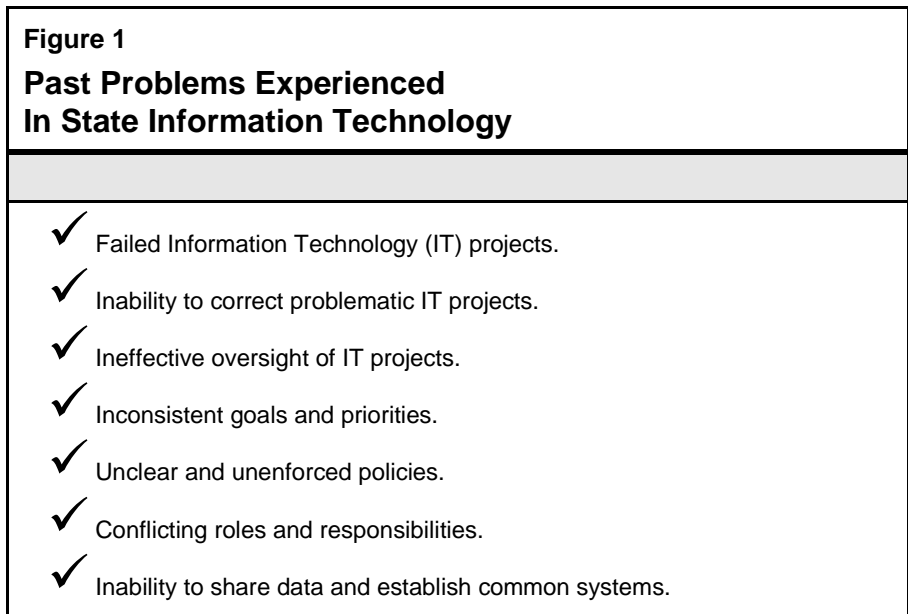 Figure 1
Past Problems Experienced
In State Information Technology
Failed Information Technology (IT) projects.
Inability to correct problematic IT projects.
Ineffective oversight of IT projects.
Inconsistent goals and priorities.
Unclear and unenforced policies.
Conflicting roles and responsibilities.
Inability to share data and establish common systems.